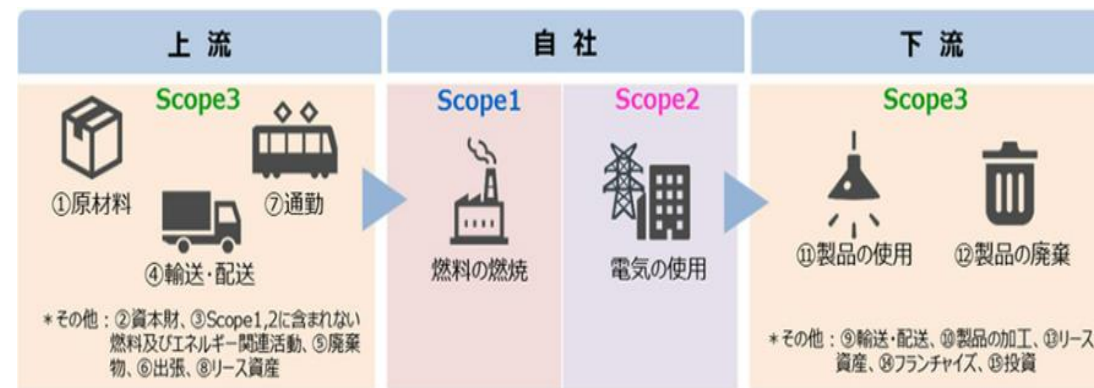 上流
自社
下流
Scope3
①原材料
⑦通勤
④輸送・配送
＊その他：②資本財、③Scope1,2に含まれない
燃料及びエネルギー関連活動、⑤廃棄
物、⑥出張、⑧リース資産
Scope1
燃料の燃焼
Scope2
電気の使用
Scope3
⑪製品の使用
⑫製品の廃棄
＊その他：⑨輸送・配送、⑩製品の加工、⑬リース
資産、⑭フランチャイズ、⑮投資